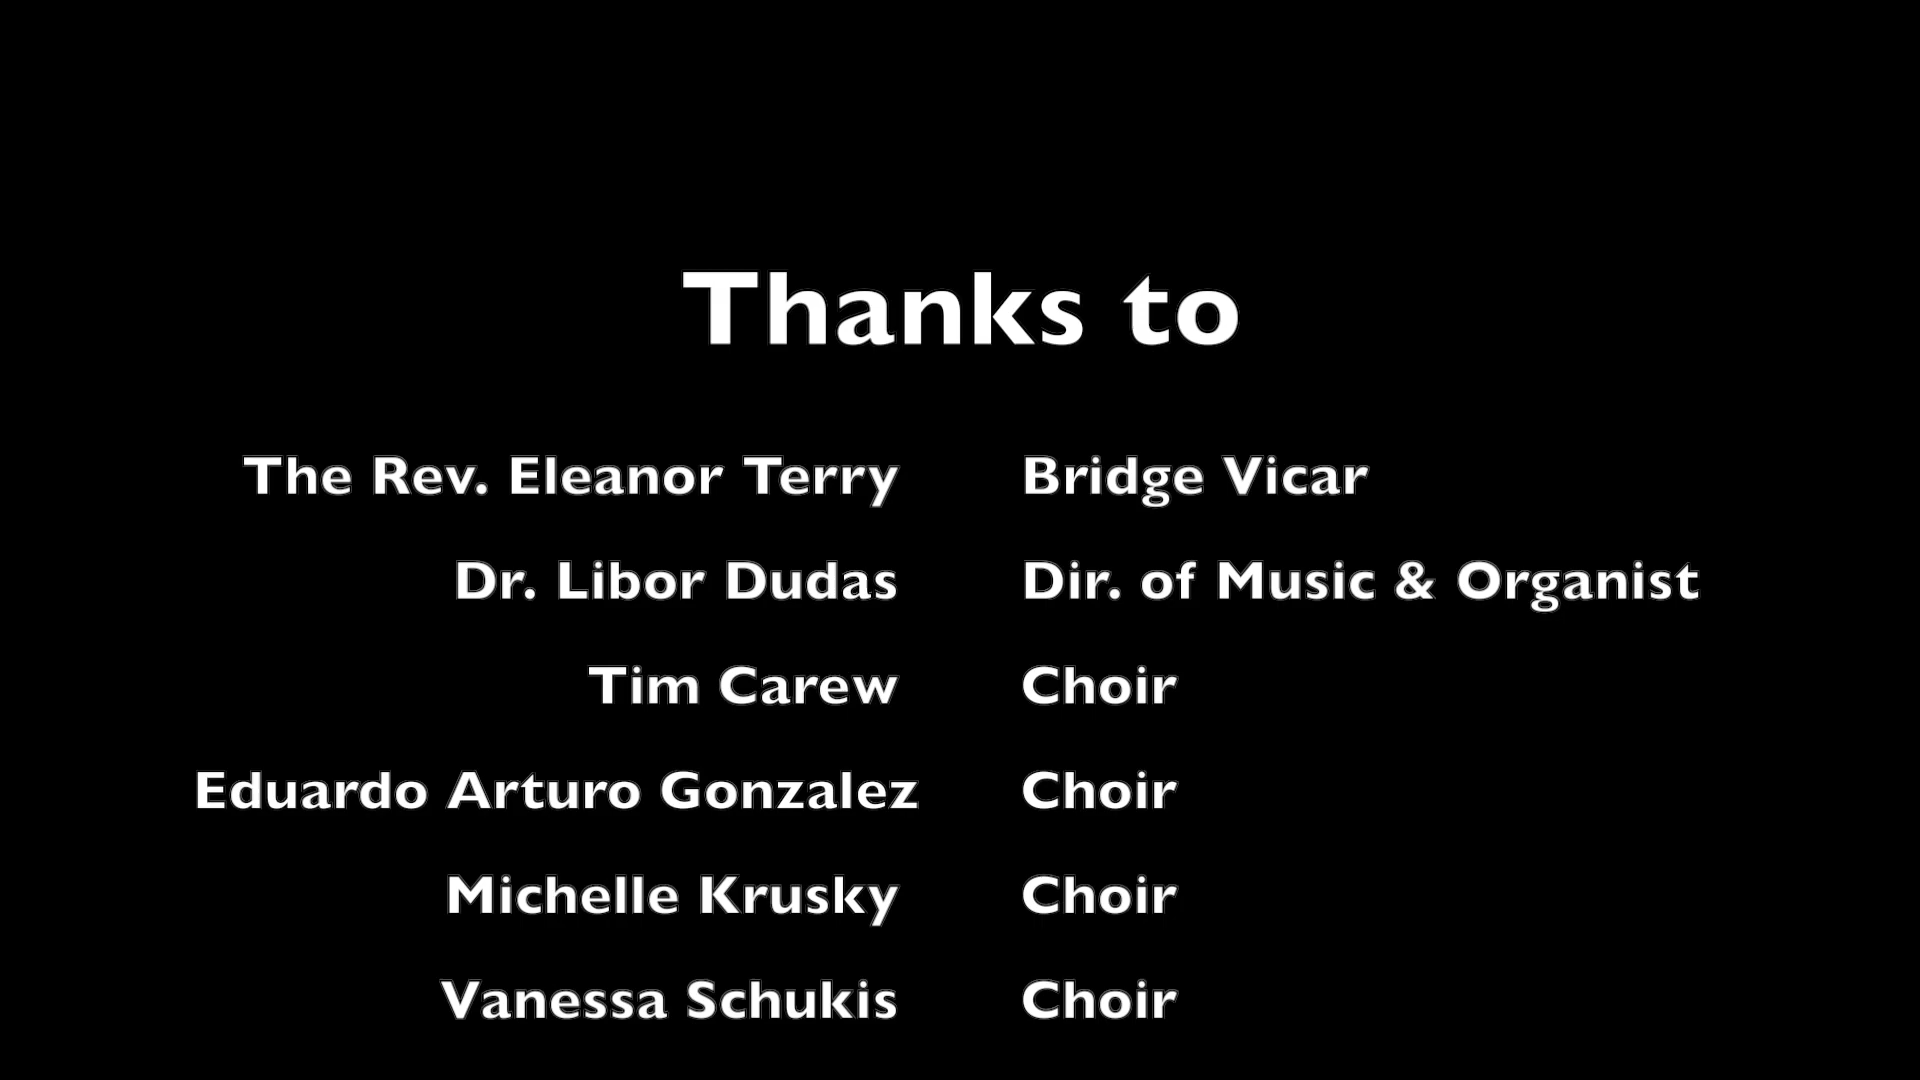 Thanks to
The Rev. Eleanor Terry Bridge Vicar
Dr. Libor Dudas Dir. of Music & Organist
Tim Carew Choir
Eduardo Arturo Gonzalez Choir
Michelle Krusky Choir
Vanessa Schukis Choir